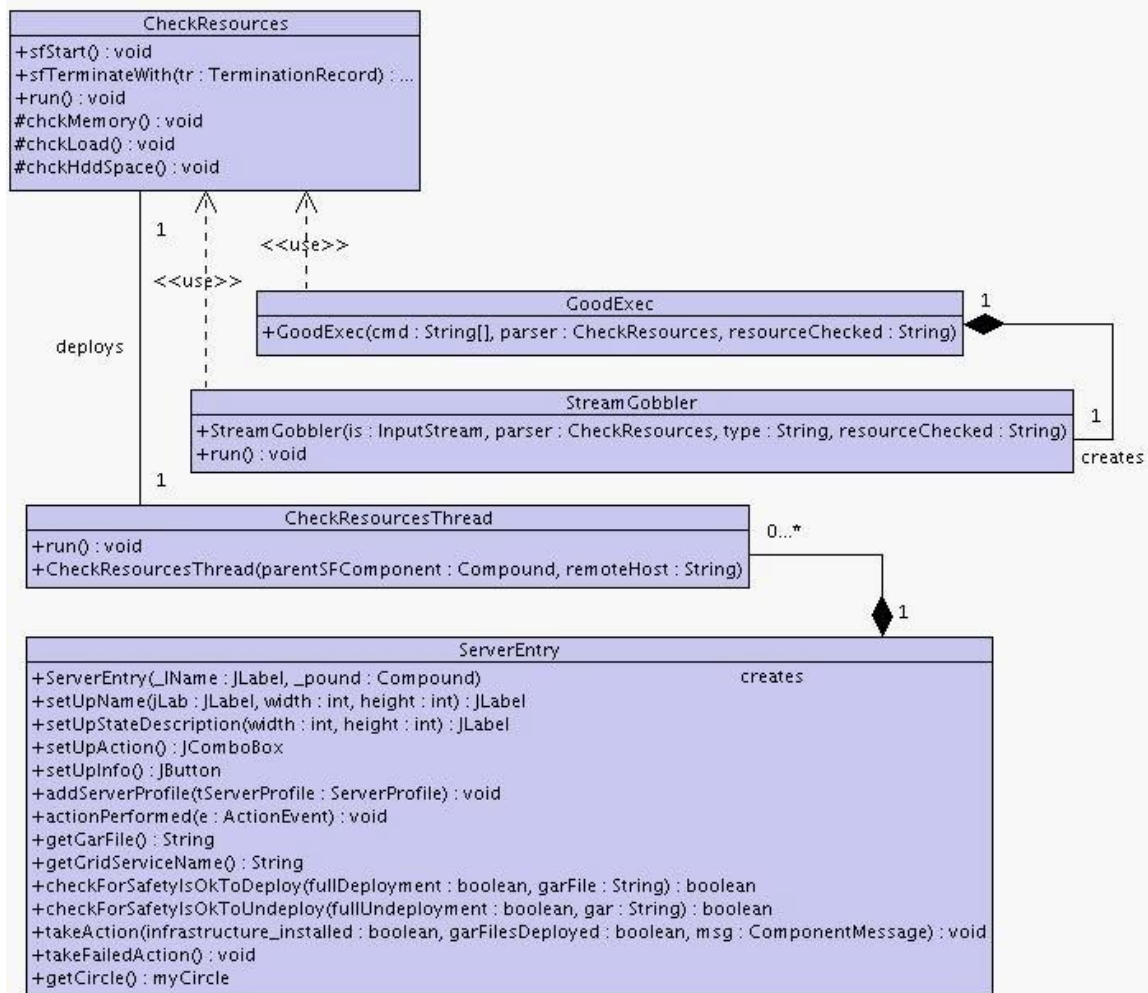 CheckResources
+sfStart() : void
+sfTerminateWith(tr : TerminationRecord) : ...
+run() : void
#chckMemory() : void
#chckLoad() : void
#chckHddSpace() : void
1
<<use>>
<<use>>
GoodExec
+GoodExec(cmd : String[], parser : CheckResources, resourceChecked : String)
1
deploys
StreamGobbler
+StreamGobbler(is : InputStream, parser : CheckResources, type : String, resourceChecked : String)
+run() : void
1
creates
1
CheckResourcesThread
+run() : void
+CheckResourcesThread(parentSFComponent : Compound, remoteHost : String)
0...*
1
ServerEntry
+ServerEntry(_lName : JLabel, _pound : Compound)
creates
+setUpName(jLab : JLabel, width : int, height : int) : JLabel
+setUpStateDescription(width : int, height : int) : JLabel
+setUpAction() : JComboBox
+setUpInfo() : JButton
+addServerProfile(tServerProfile : ServerProfile) : void
+actionPerformed(e : ActionEvent) : void
+getGarFile() : String
+getGridServiceName() : String
+checkForSafetyIsOkToDeploy(fullDeployment : boolean, garFile : String) : boolean
+checkForSafetyIsOkToUndeploy(fullUndeployment : boolean, gar : String) : boolean
+takeAction(infrastructure_installed : boolean, garFilesDeployed : boolean, msg : ComponentMessage) : void
+takeFailedAction() : void
+getCircle() : myCircle